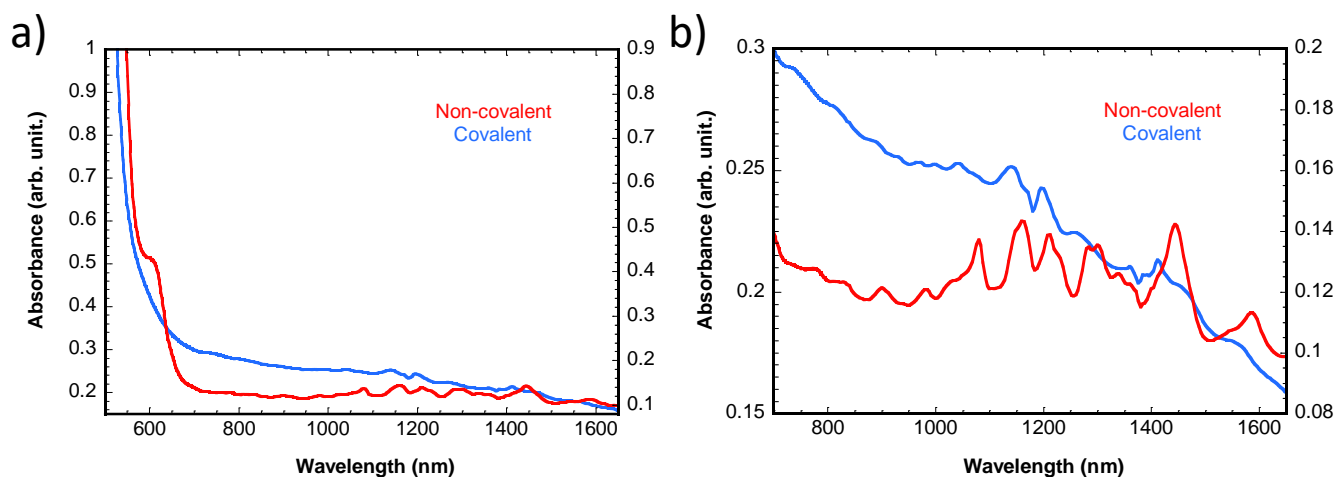 a)
1
0.9
0.8
0.7
0.6
0.5
0.4
0.3
0.2
Absorbance (arb. unit.)
Non-covalent
Covalent
0.9
0.8
0.7
0.6
0.5
0.4
0.3
0.2
0.1
600 800 1000 1200 1400 1600
Wavelength (nm)
b)
0.3
0.25
0.2
0.15
Absorbance (arb. unit.)
Non-covalent
Covalent
0.2
0.18
0.16
0.14
0.12
0.1
0.08
800 1000 1200 1400 1600
Wavelength (nm)